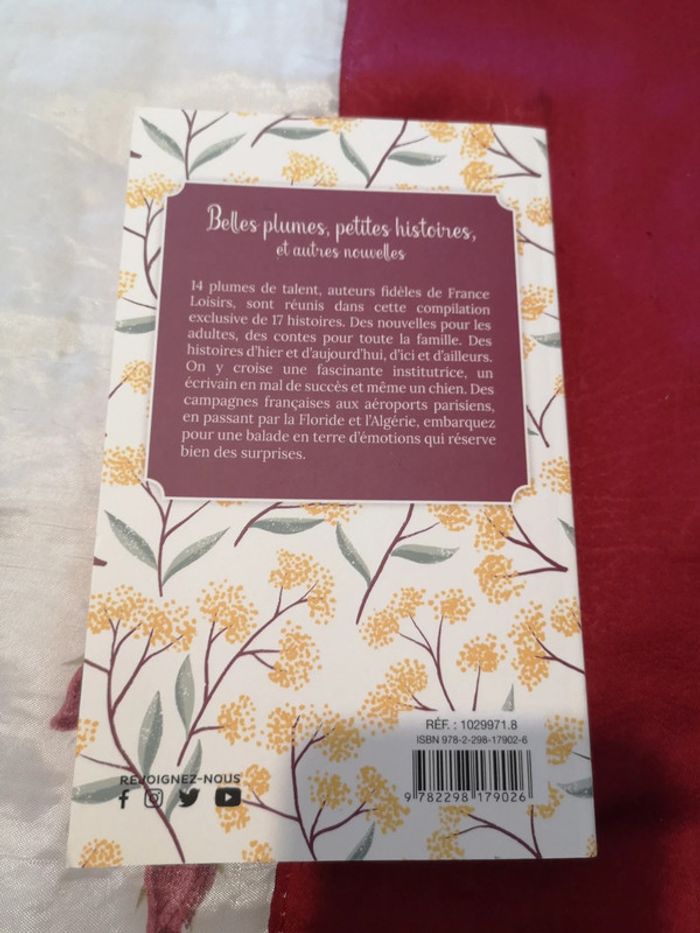 Belles plumes, petites histoires,
et autres nouvelles
14 plumes de talent, auteurs fidèles de France
Loisirs, sont réunis dans cette compilation
exclusive de 17 histoires. Des nouvelles pour les
adultes, des contes pour toute la famille. Des
histoires d'hier et d'aujourd'hui, d'ici et d'ailleurs.
On y croise une fascinante institutrice, un
écrivain en mal de succès et même un chien. Des
campagnes françaises aux aéroports parisiens,
en passant par la Floride et l'Algérie, embarquez
pour une balade en terre d'émotions qui réserve
bien des surprises.
RÉF. : 1029971.8
ISBN 978-2-298-17902-6
9 782298 179026
REJOIGNEZ-NOUS